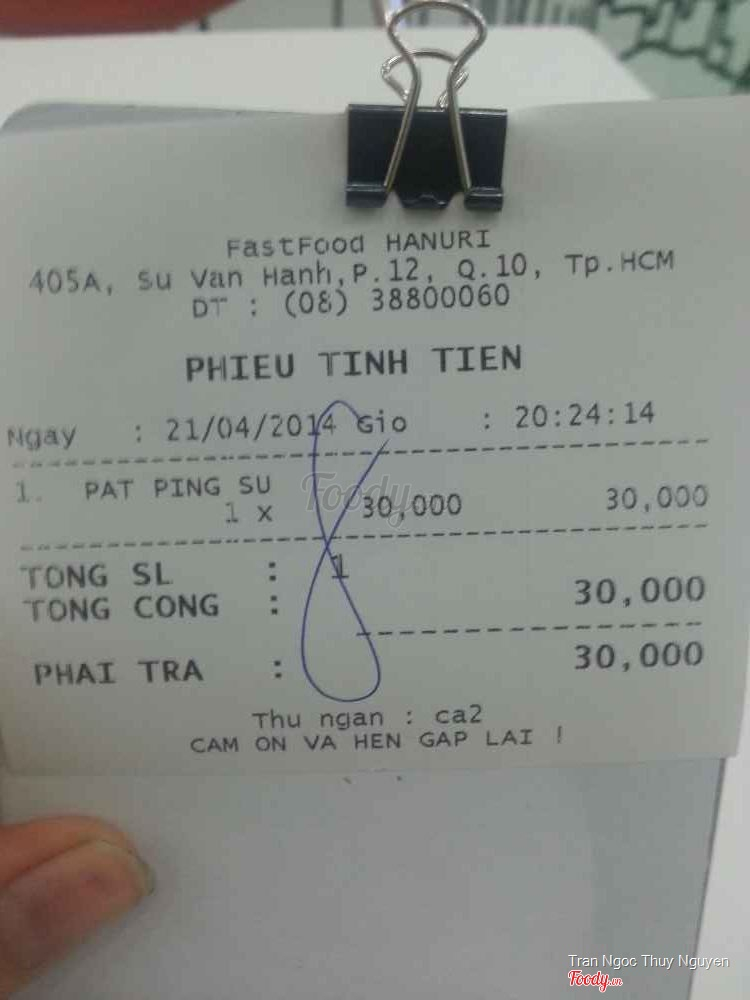 FastFood HANURI
405A, Su Van Hanh,P.12, Q.10, Tp.HCM
DT : (08) 38800060
PHIEU TINH TIEN
Ngay : 21/04/2014 Gio : 20:24:14
1. PAT PING SU
1 x 30,000 30,000
TONG SL : 1
TONG CONG : 30,000
PHAI TRA : 30,000
Thu ngan : ca2
CAM ON VA HEN GAP LAI !
Foody
Tran Ngoc Thuy Nguyen
Foody.vn